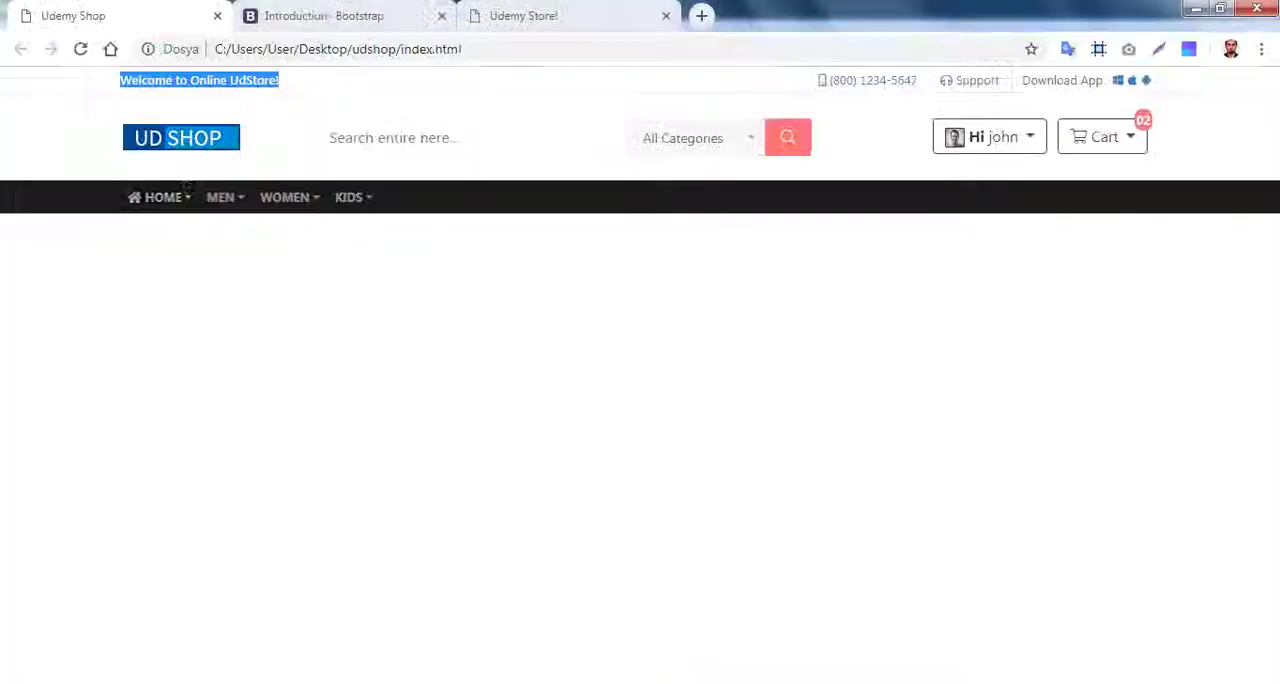 Udemy Shop
Introduction · Bootstrap
Udemy Store!
Dosya
C:/Users/User/Desktop/udshop/index.html
Welcome to Online UdStore!
(800) 1234-5647
Support
Download App
UD SHOP
Search entire here...
All Categories
Hi john
Cart
02
HOME
MEN
WOMEN
KIDS